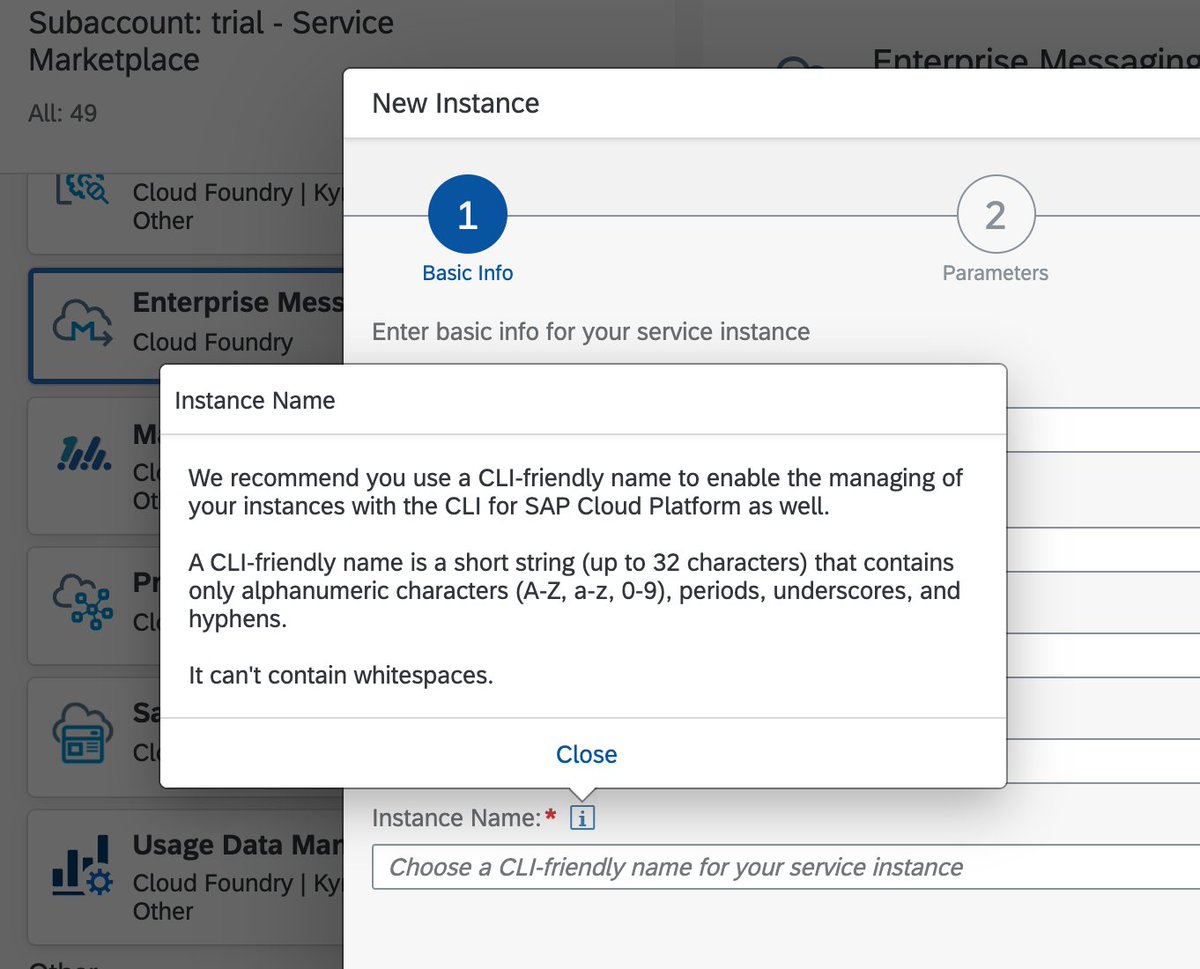 Subaccount: trial - Service
Marketplace
All: 49
Cloud Foundry | Ky
Other
Enterprise Mess
Cloud Foundry
Ma
Clo
Ot
Pr
Clo
Sa
Clo
Usage Data Mar
Cloud Foundry | Ky
Other
Other
Enterprise Messaging
New Instance
1
2
Basic Info
Parameters
Enter basic info for your service instance
Instance Name
We recommend you use a CLI-friendly name to enable the managing of
your instances with the CLI for SAP Cloud Platform as well.
A CLI-friendly name is a short string (up to 32 characters) that contains
only alphanumeric characters (A-Z, a-z, 0-9), periods, underscores, and
hyphens.
It can't contain whitespaces.
Close
Instance Name:* i
Choose a CLI-friendly name for your service instance